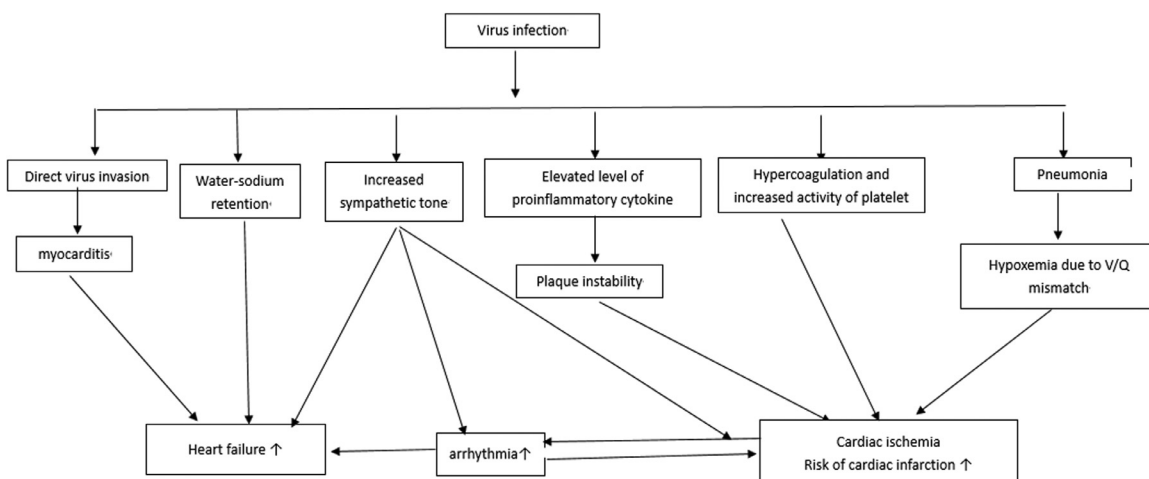 Virus infection
Direct virus invasion
Water-sodium
retention
Increased
sympathetic tone
Elevated level of
proinflammatory cytokine
Hypercoagulation and
increased activity of platelet
Pneumonia
myocarditis
Plaque instability
Hypoxemia due to V/Q
mismatch
Heart failure ↑
arrhythmia↑
Cardiac ischemia
Risk of cardiac infarction ↑